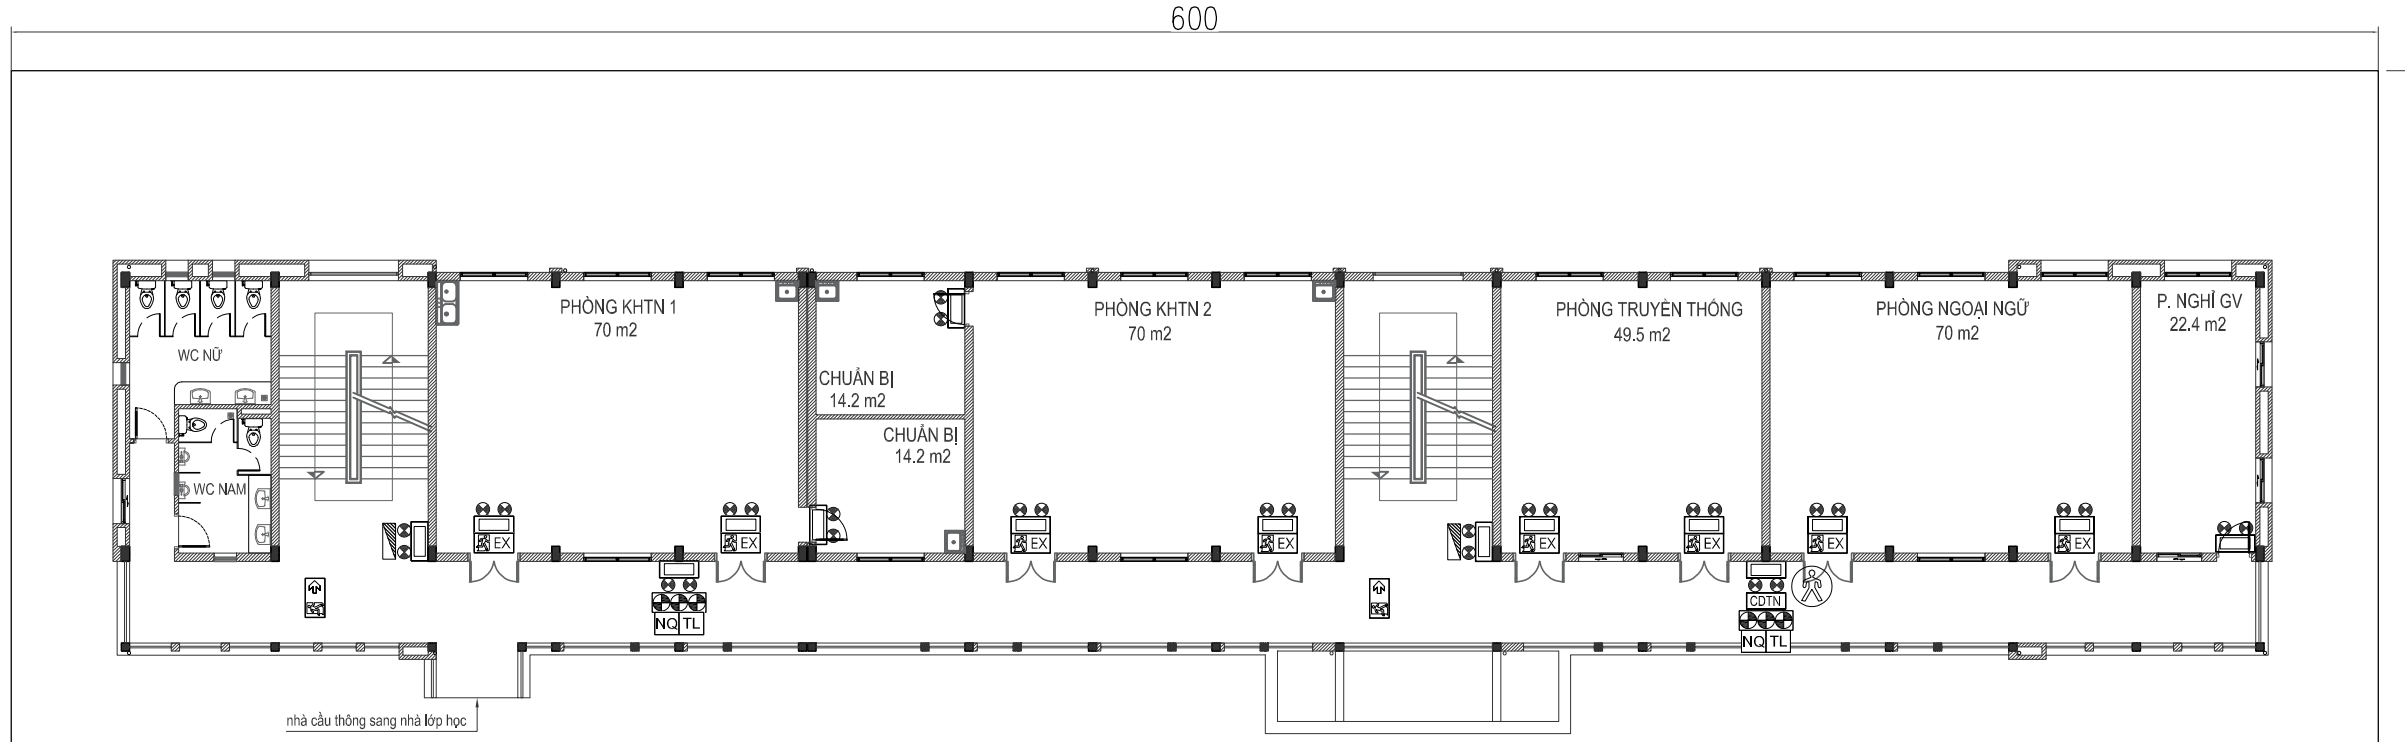 600
PHÒNG KHTN 1
70 m2
PHÒNG KHTN 2
70 m2
PHÒNG TRUYỀN THỐNG
49.5 m2
PHÒNG NGOẠI NGỮ
70 m2
P. NGHỈ GV
22.4 m2
WC NỮ
CHUẨN BỊ
14.2 m2
CHUẨN BỊ
14.2 m2
WC NAM
EX
EX
EX
EX
EX
EX
EX
EX
CDTN
NQ TL
NQ TL
nhà cầu thông sang nhà lớp học